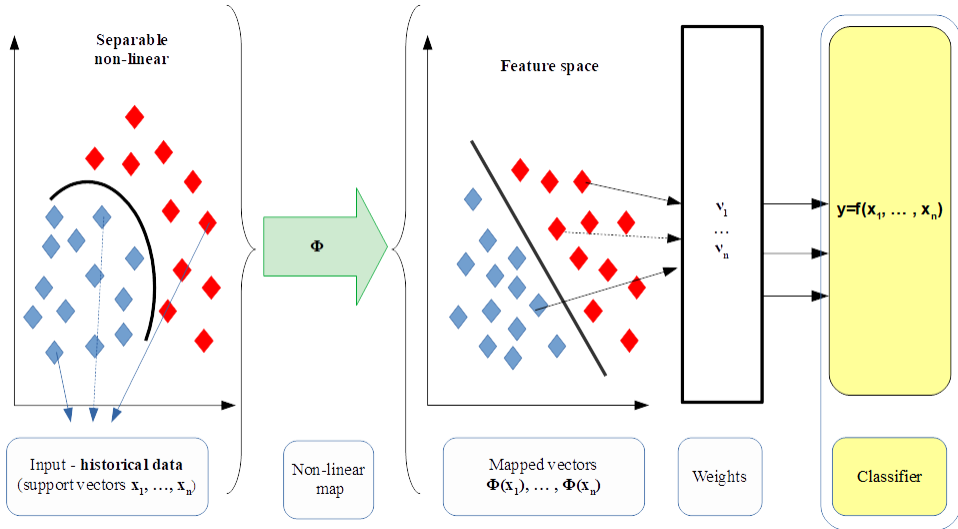 Separable
non-linear
Feature space
Φ
ν1
...
νn
y=f(x1, ... , xn)
Input - historical data
(support vectors x1, ..., xn)
Non-linear
map
Mapped vectors
Φ(x1), ... , Φ(xn)
Weights
Classifier